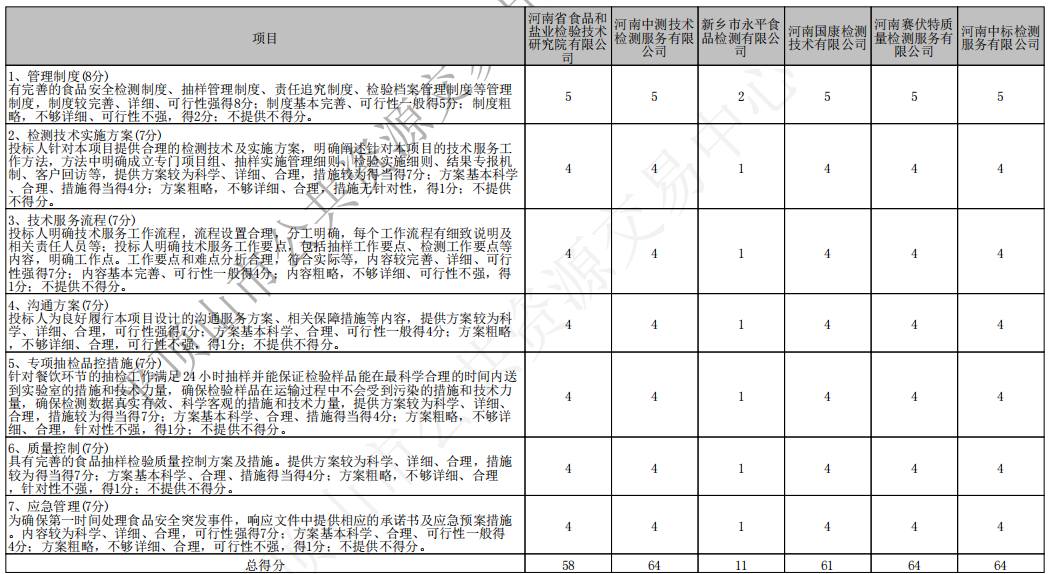 项目
河南省食品和
盐业检验技术
研究院有限公
司
河南中测技术
检测服务有限
公司
新乡市永平食
品检测有限公
司
河南国康检测
技术有限公司
河南赛伏特质
量检测服务有
限公司
河南中标检测
服务有限公司
1、管理制度(8分)
有完善的食品安全检测制度、抽样管理制度、责任追究制度、检验档案管理制度等管理
制度，制度较完善、详细、可行性强得8分；制度基本完善、可行性一般得5分；制度粗
略，不够详细、可行性不强，得2分；不提供不得分。
5 5 2 5 5 5
2、检测技术实施方案(7分)
投标人针对本项目提供合理的检测技术及实施方案，明确阐述针对本项目的技术服务工
作方法，方法中明确成立专门项目组、抽样实施管理细则、检验实施细则、结果专报机
制、客户回访等，提供方案较为科学、详细、合理，措施较为得当得7分；方案基本科学
、合理、措施得当得4分；方案粗略，不够详细、合理，措施无针对性，得1分；不提供
不得分。
4 4 1 4 4 4
3、技术服务流程(7分)
投标人明确技术服务工作流程，流程设置合理，分工明确，每个工作流程有细致说明及
相关责任人员等；投标人明确技术服务工作要点，包括抽样工作要点、检测工作要点等
内容，明确工作点。工作要点和难点分析合理，符合实际等，内容较完善、详细、可行
性强得7分；内容基本完善、可行性一般得4分；内容粗略，不够详细、可行性不强，得
1分；不提供不得分。
4 4 1 4 4 4
4、沟通方案(7分)
投标人为良好履行本项目设计的沟通服务方案、相关保障措施等内容，提供方案较为科
学、详细、合理，可行性强得7分；方案基本科学、合理、可行性一般得4分；方案粗略
，不够详细、合理，可行性不强，得1分；不提供不得分。
4 4 1 4 4 4
5、专项抽检品控措施(7分)
针对餐饮环节的抽检工作满足24小时抽样并能保证检验样品能在最科学合理的时间内送
到实验室的措施和技术力量，确保检验样品在运输过程中不会受到污染的措施和技术力
量，确保检测数据真实有效、科学客观的措施和技术力量，提供方案较为科学、详细、
合理，措施较为得当得7分；方案基本科学、合理、措施得当得4分；方案粗略，不够详
细、合理，针对性不强，得1分；不提供不得分。
4 4 1 4 4 4
6、质量控制(7分)
具有完善的食品抽样检验质量控制方案及措施。提供方案较为科学、详细、合理，措施
较为得当得7分；方案基本科学、合理、措施得当得4分；方案粗略，不够详细、合理
，针对性不强，得1分；不提供不得分。
4 4 1 4 4 4
7、应急管理(7分)
为确保第一时间处理食品安全突发事件，响应文件中提供相应的承诺书及应急预案措施
。内容较为科学、详细、合理，可行性强得7分；方案基本科学、合理、可行性一般得
4分；方案粗略，不够详细、合理，可行性不强，得1分；不提供不得分。
4 4 1 4 4 4
总得分 58 64 11 61 64 64